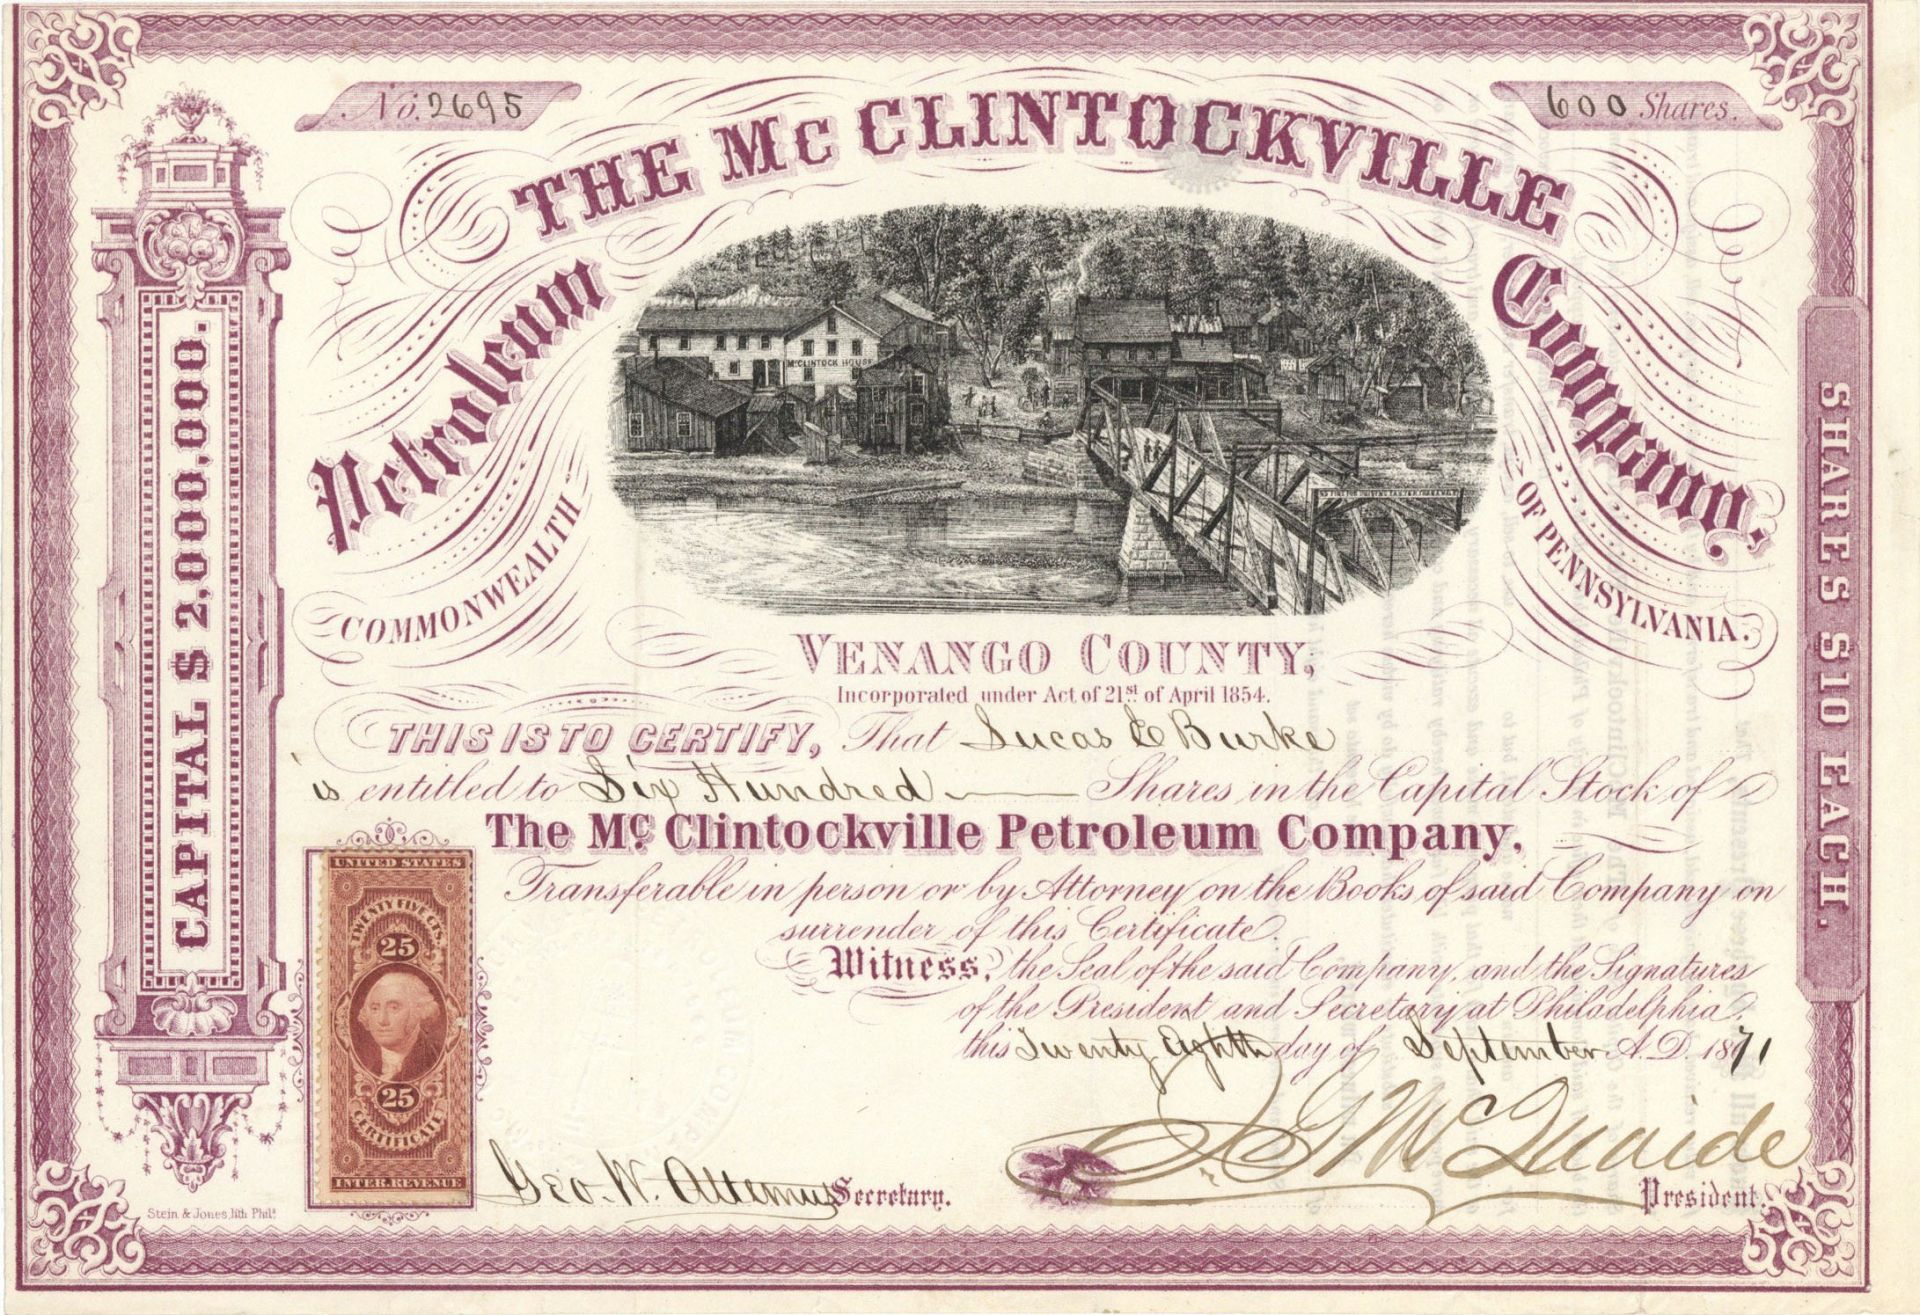 No. 2695
600 Shares.
THE Mc CLINTOCKVILLE
Petroleum Company.
COMMONWEALTH OF PENNSYLVANIA.
CAPITAL $2,000,000.
SHARES $10 EACH.
McCLINTOCK HOUSE
VENANGO COUNTY,
Incorporated under Act of 21st of April 1854.
THIS IS TO CERTIFY, That Lucas E Burke
is entitled to Six Hundred Shares in the Capital Stock of
The Mc Clintockville Petroleum Company,
Transferable in person or by Attorney on the Books of said Company on
surrender of this Certificate.
Witness, the Seal of the said Company, and the Signatures
of the President and Secretary at Philadelphia,
this Twenty Eighth day of September A.D. 1871
UNITED STATES
TWENTY FIVE CTS.
25
25
CERTIFICATE
INTER. REVENUE
Geo. W. Attemus Secretary.
McQuaide President.
Stein & Jones, lith Phila